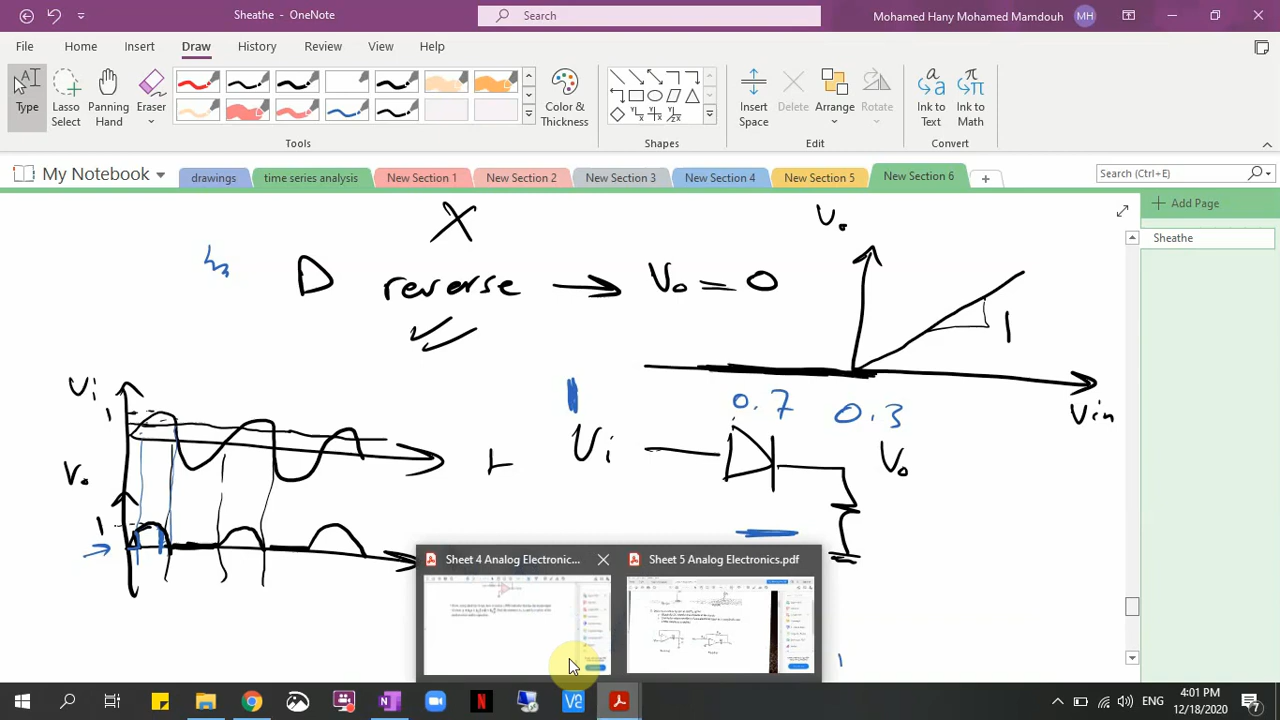 Sheathe - OneNote
Search
Mohamed Hany Mohamed Mamdouh
MH
File
Home
Insert
Draw
History
Review
View
Help
Type
Lasso
Select
Panning
Hand
Eraser
Color &
Thickness
Insert
Space
Delete
Arrange
Rotate
Ink to
Text
Ink to
Math
Tools
Shapes
Edit
Convert
My Notebook
drawings
time series analysis
New Section 1
New Section 2
New Section 3
New Section 4
New Section 5
New Section 6
Search (Ctrl+E)
Add Page
Sheathe
X
D reverse → Vo = 0
Vo
1
Vin
0.7
0.3
Vi
1
Vo
1
+
Vi
Vo
Sheet 4 Analog Electronic...
Sheet 5 Analog Electronics.pdf
4:01 PM
12/18/2020
7